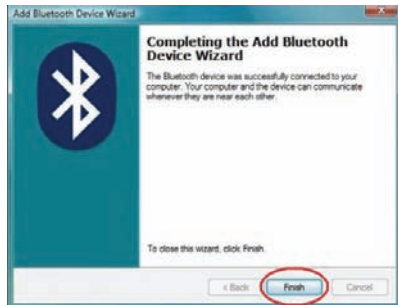 Add Bluetooth Device Wizard
Completing the Add Bluetooth
Device Wizard
The Bluetooth device was successfully connected to your
computer. Your computer and the device can communicate
whenever they are near each other.
To close this wizard, click Finish.
< Back Finish Cancel